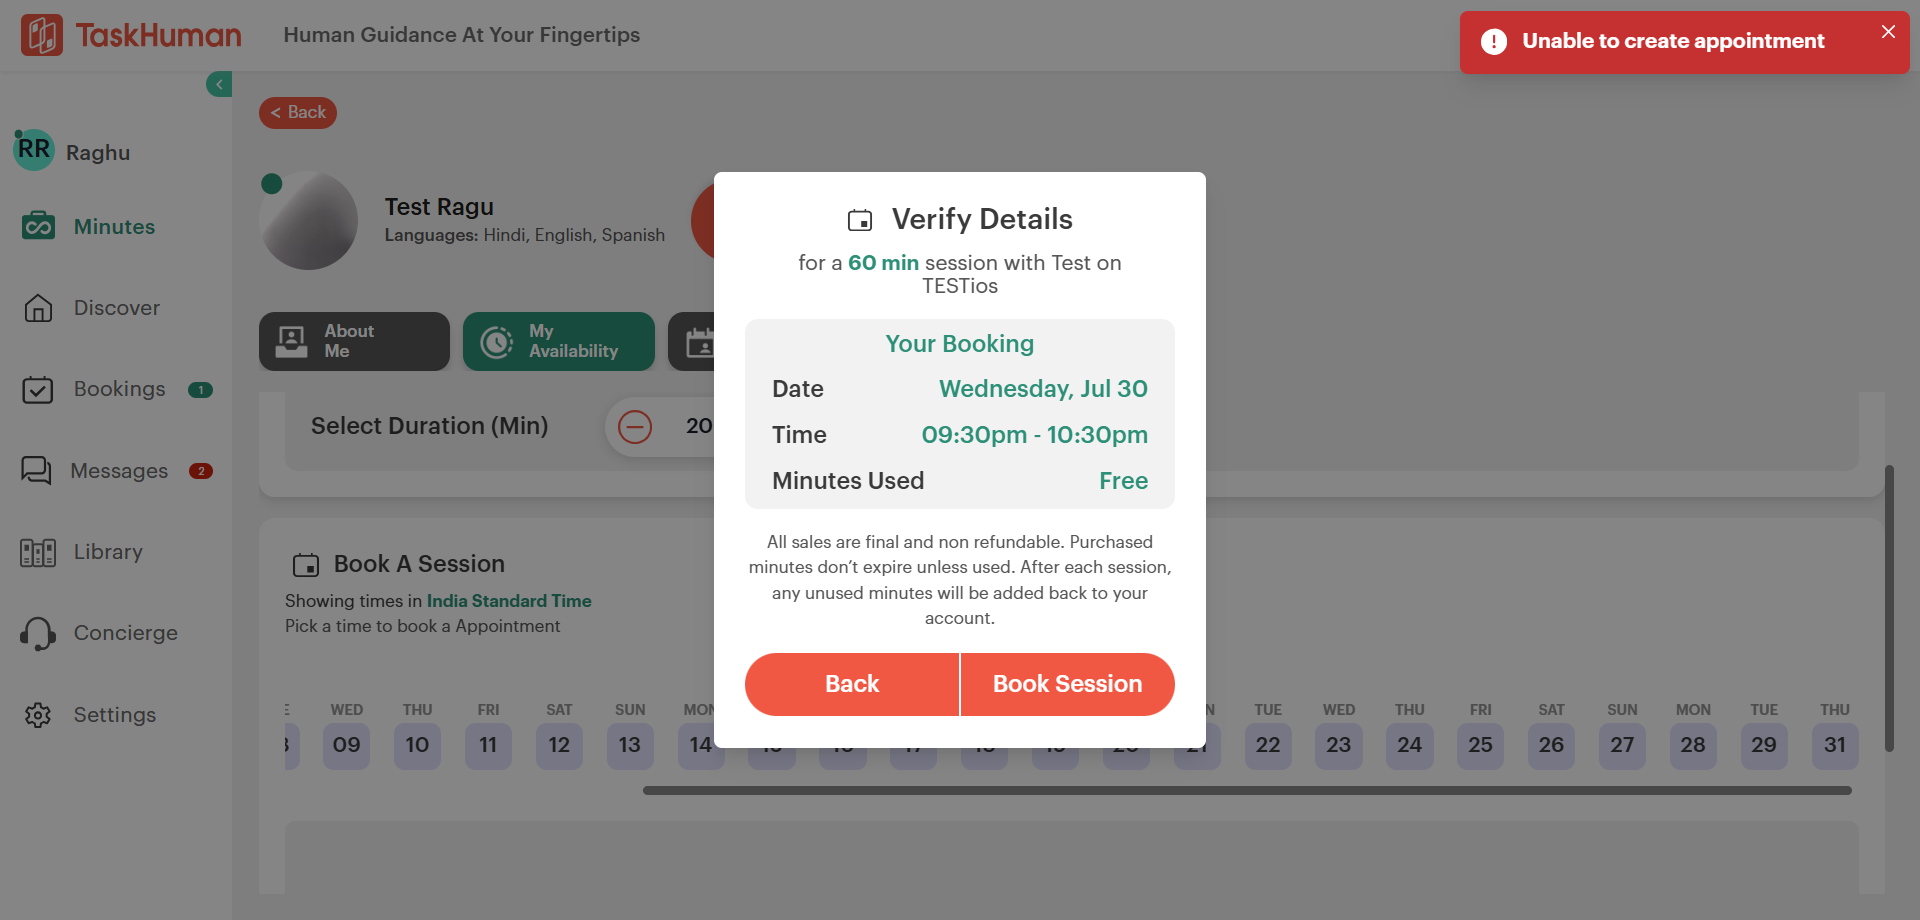 TaskHuman
Human Guidance At Your Fingertips
Unable to create appointment
< Back
RR
Raghu
Minutes
Discover
Bookings 1
Messages 2
Library
Concierge
Settings
Test Ragu
Languages: Hindi, English, Spanish
About
Me
My
Availability
Select Duration (Min)
20
Book A Session
Showing times in India Standard Time
Pick a time to book a Appointment
WED THU FRI SAT SUN MON TUE WED THU FRI SAT SUN MON TUE THU
09 10 11 12 13 14 22 23 24 25 26 27 28 29 31
Verify Details
for a 60 min session with Test on
TESTios
Your Booking
Date Wednesday, Jul 30
Time 09:30pm - 10:30pm
Minutes Used Free
All sales are final and non refundable. Purchased
minutes don’t expire unless used. After each session,
any unused minutes will be added back to your
account.
Back
Book Session